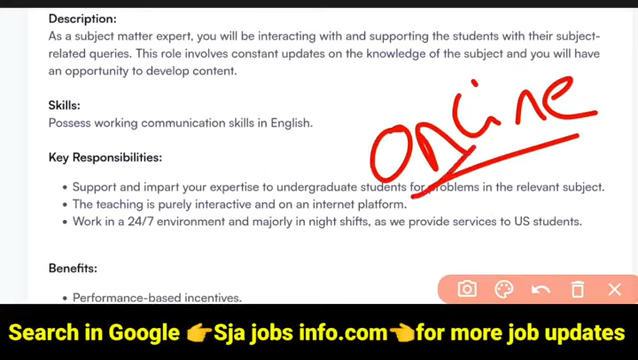 Description:
As a subject matter expert, you will be interacting with and supporting the students with their subject-
related queries. This role involves constant updates on the knowledge of the subject and you will have
an opportunity to develop content.
Skills:
Possess working communication skills in English.
Online
Key Responsibilities:
• Support and impart your expertise to undergraduate students for problems in the relevant subject.
• The teaching is purely interactive and on an internet platform.
• Work in a 24/7 environment and majorly in night shifts, as we provide services to US students.
Benefits:
• Performance-based incentives.
Search in Google 👉Sja jobs info.com👈for more job updates